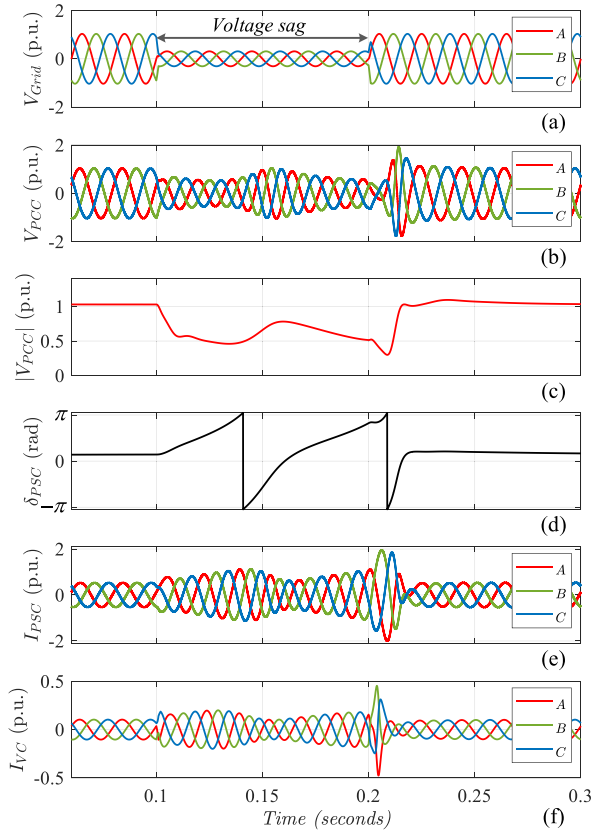 Voltage sag
V_Grid (p.u.)
2
0
-2
A
B
C
(a)
V_PCC (p.u.)
2
0
-2
A
B
C
(b)
|V_PCC| (p.u.)
1
0.5
0
(c)
δ_PSC (rad)
π
0
−π
(d)
I_PSC (p.u.)
2
0
-2
A
B
C
(e)
I_VC (p.u.)
0.5
0
-0.5
A
B
C
0.1 0.15 0.2 0.25 0.3
Time (seconds)
(f)